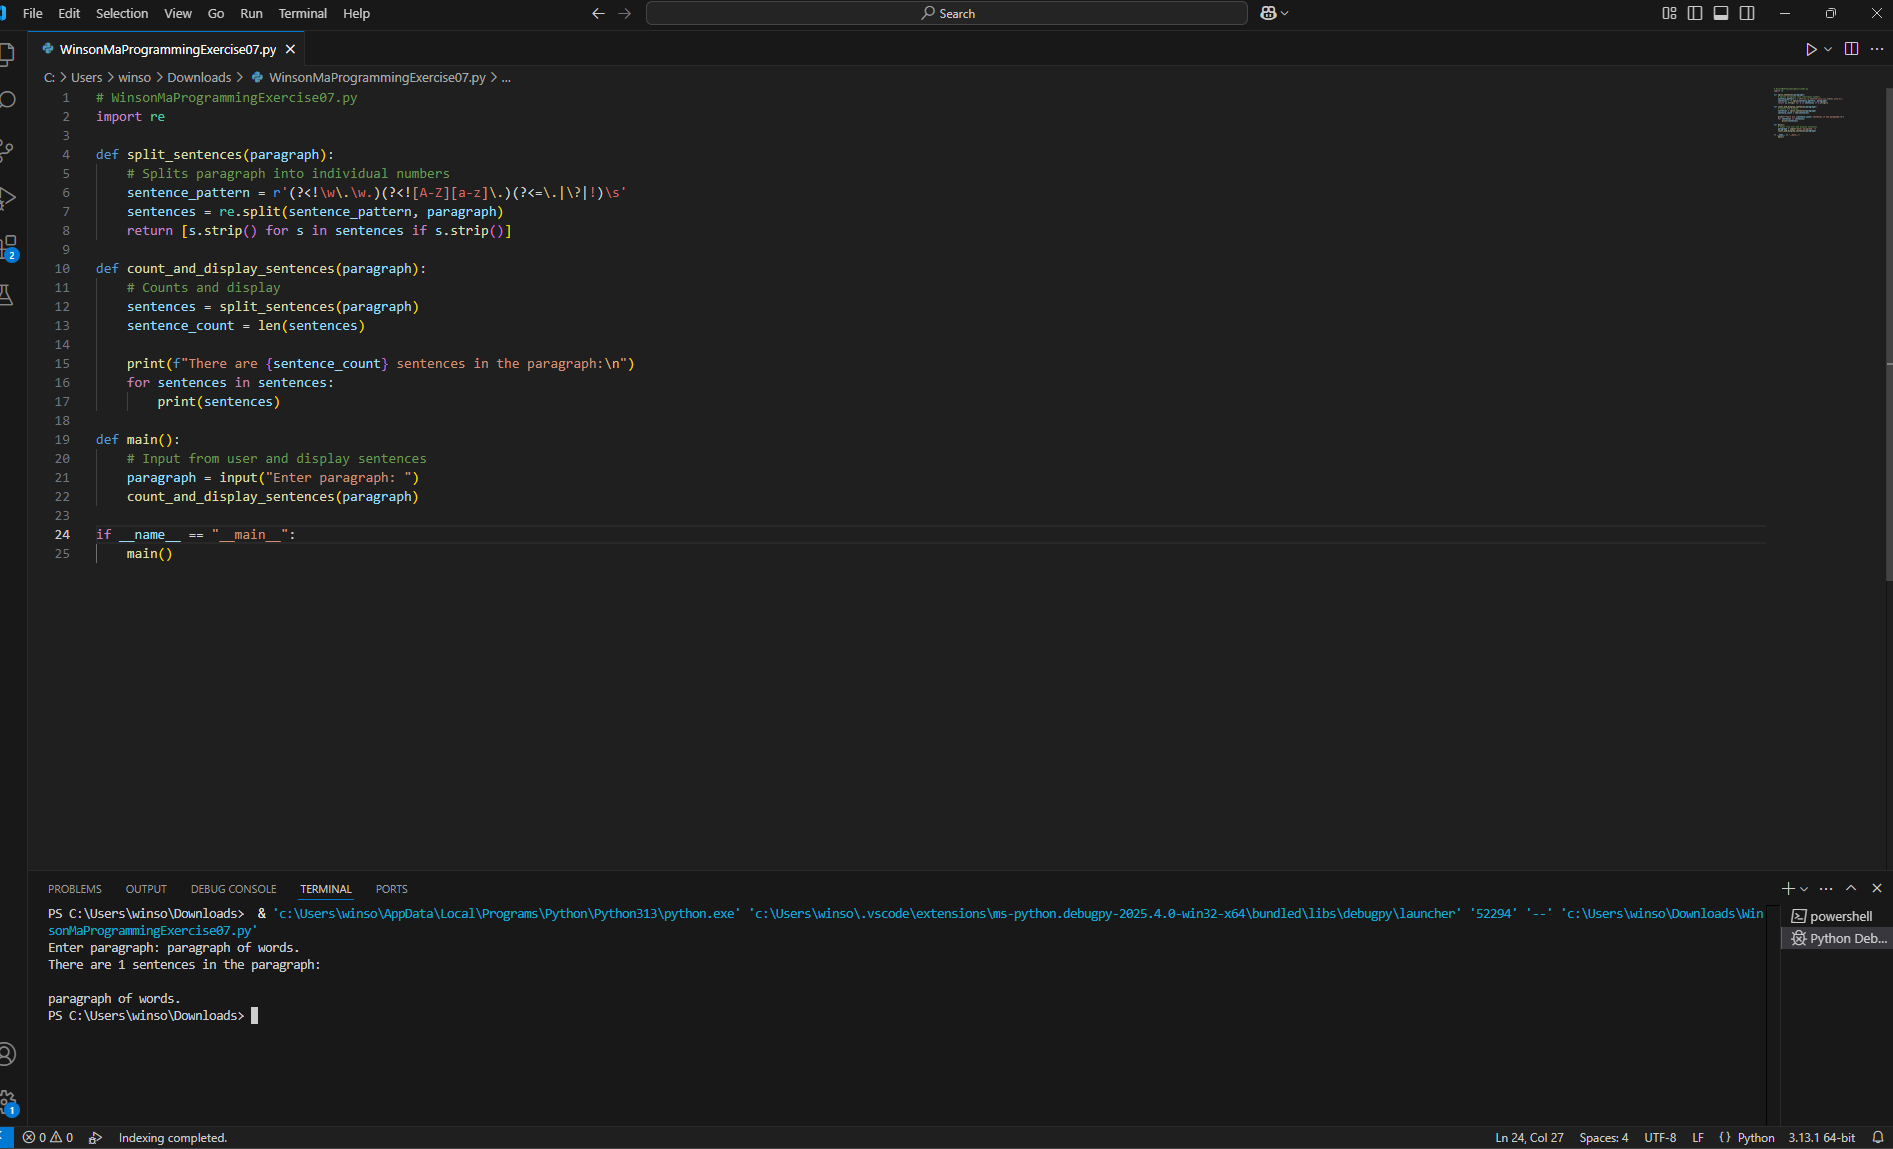 File Edit Selection View Go Run Terminal Help Search
WinsonMaProgrammingExercise07.py
C: > Users > winso > Downloads > WinsonMaProgrammingExercise07.py > ...
1 # WinsonMaProgrammingExercise07.py
2 import re
3
4 def split_sentences(paragraph):
5 # Splits paragraph into individual numbers
6 sentence_pattern = r'(?<!\w\.\w.)(?<![A-Z][a-z]\.)(?<=\.|\?|!)\s'
7 sentences = re.split(sentence_pattern, paragraph)
8 return [s.strip() for s in sentences if s.strip()]
9
10 def count_and_display_sentences(paragraph):
11 # Counts and display
12 sentences = split_sentences(paragraph)
13 sentence_count = len(sentences)
14
15 print(f"There are {sentence_count} sentences in the paragraph:\n")
16 for sentences in sentences:
17 print(sentences)
18
19 def main():
20 # Input from user and display sentences
21 paragraph = input("Enter paragraph: ")
22 count_and_display_sentences(paragraph)
23
24 if __name__ == "__main__":
25 main()
2
PROBLEMS OUTPUT DEBUG CONSOLE TERMINAL PORTS
PS C:\Users\winso\Downloads> & 'c:\Users\winso\AppData\Local\Programs\Python\Python313\python.exe' 'c:\Users\winso\.vscode\extensions\ms-python.debugpy-2025.4.0-win32-x64\bundled\libs\debugpy\launcher' '52294' '--' 'c:\Users\winso\Downloads\Win
sonMaProgrammingExercise07.py'
Enter paragraph: paragraph of words.
There are 1 sentences in the paragraph:
paragraph of words.
PS C:\Users\winso\Downloads>
powershell
Python Deb...
1
0 0 Indexing completed. Ln 24, Col 27 Spaces: 4 UTF-8 LF {} Python 3.13.1 64-bit